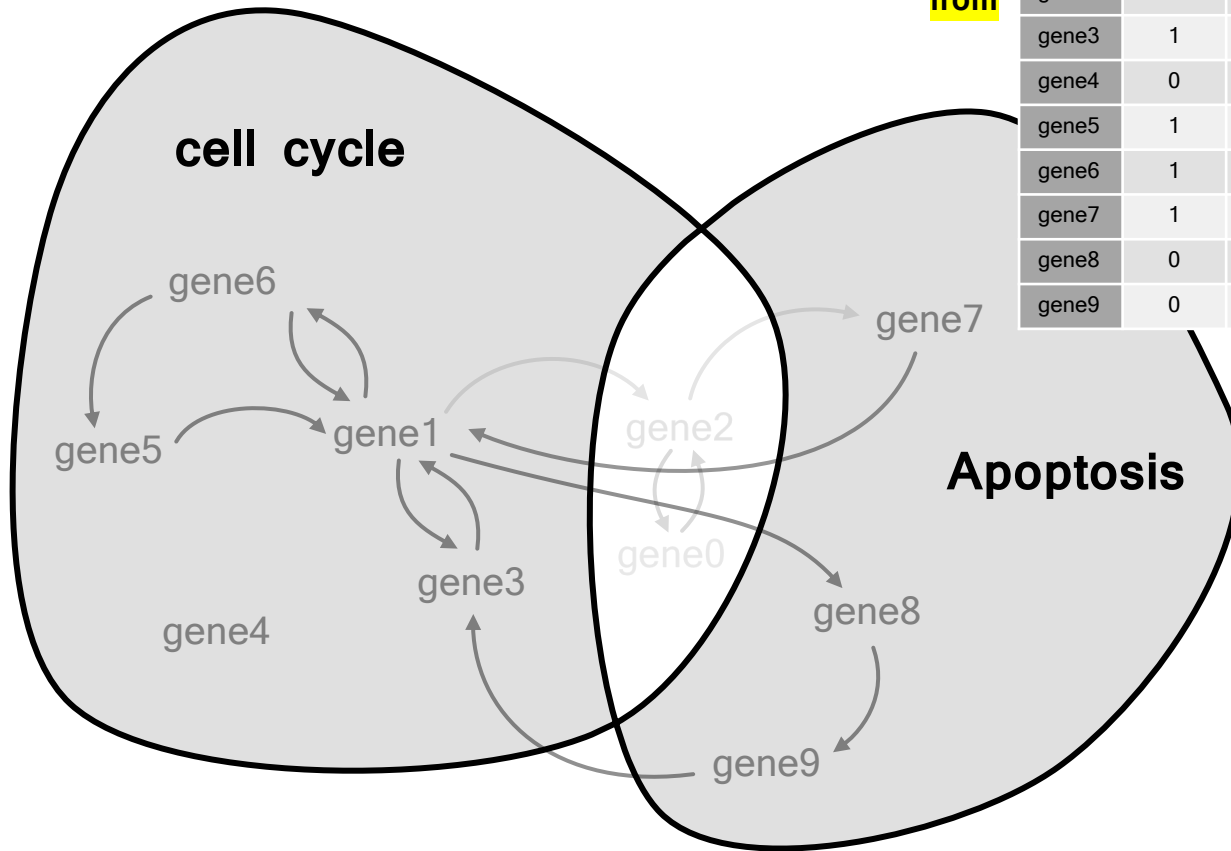 from
gene3 1
gene4 0
gene5 1
gene6 1
gene7 1
gene8 0
gene9 0
cell cycle
gene6
gene7
gene5
gene1
gene2
Apoptosis
gene0
gene3
gene8
gene4
gene9